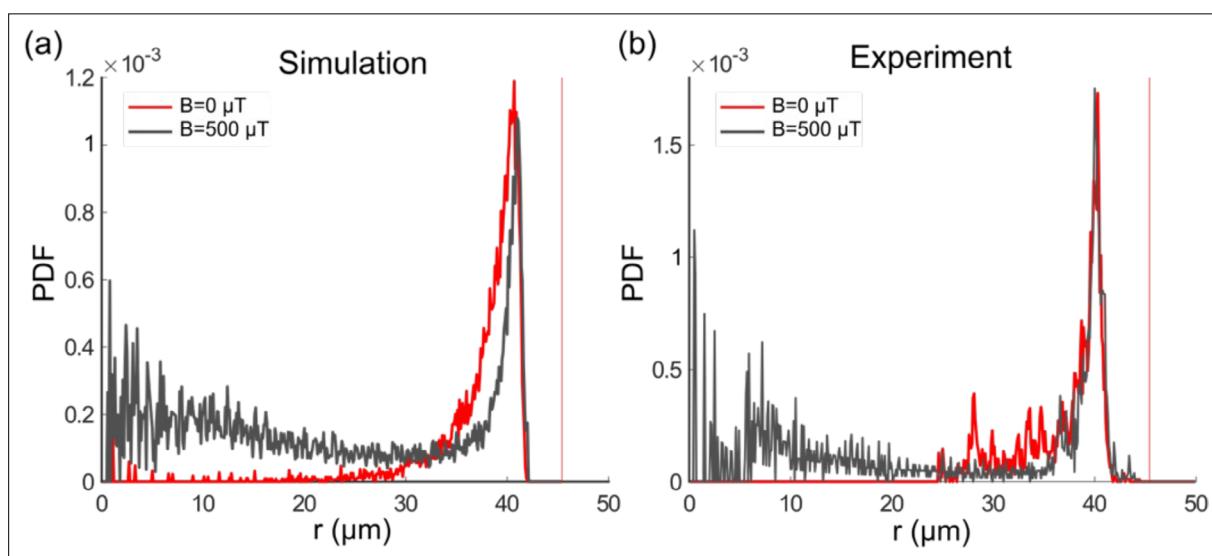 (a)
Simulation
×10⁻³
1.2
1
0.8
0.6
0.4
0.2
0
PDF
B=0 µT
B=500 µT
0 10 20 30 40 50
r (µm)
(b)
Experiment
×10⁻³
1.5
1
0.5
0
PDF
B=0 µT
B=500 µT
0 10 20 30 40 50
r (µm)